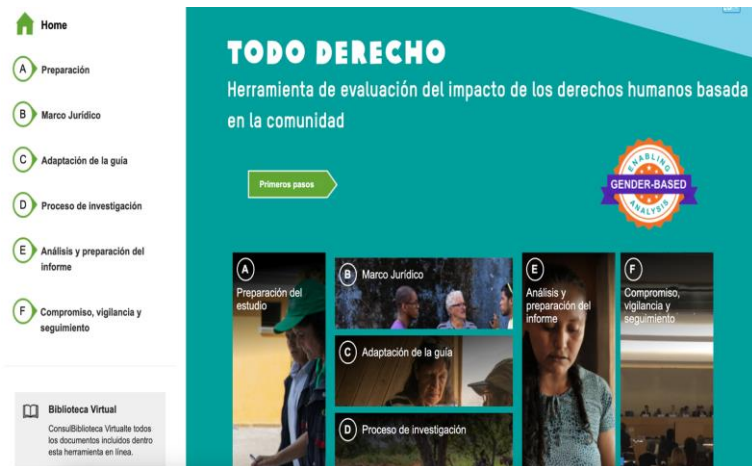 Home
A Preparación
B Marco Jurídico
C Adaptación de la guía
D Proceso de investigación
E Análisis y preparación del
informe
F Compromiso, vigilancia y
seguimiento
Biblioteca Virtual
ConsulBiblioteca Virtualte todos
los documentos incluidos dentro
esta herramienta en línea.
TODO DERECHO
Herramienta de evaluación del impacto de los derechos humanos basada
en la comunidad
Primeros pasos
ENABLING
GENDER-BASED
ANALYSIS
A
Preparación del
estudio
B Marco Jurídico
C Adaptación de la guía
D Proceso de investigación
E
Análisis y
preparación del
informe
F
Compromiso,
vigilancia y
seguimiento